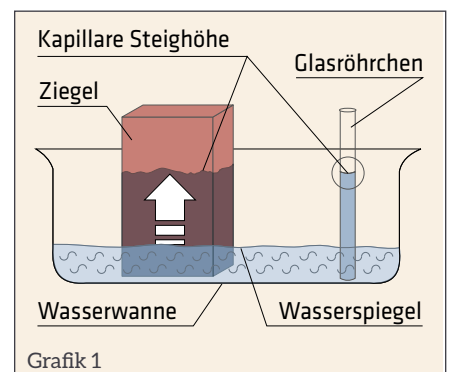 Kapillare Steighöhe
Glasröhrchen
Ziegel
Wasserwanne
Wasserspiegel
Grafik 1